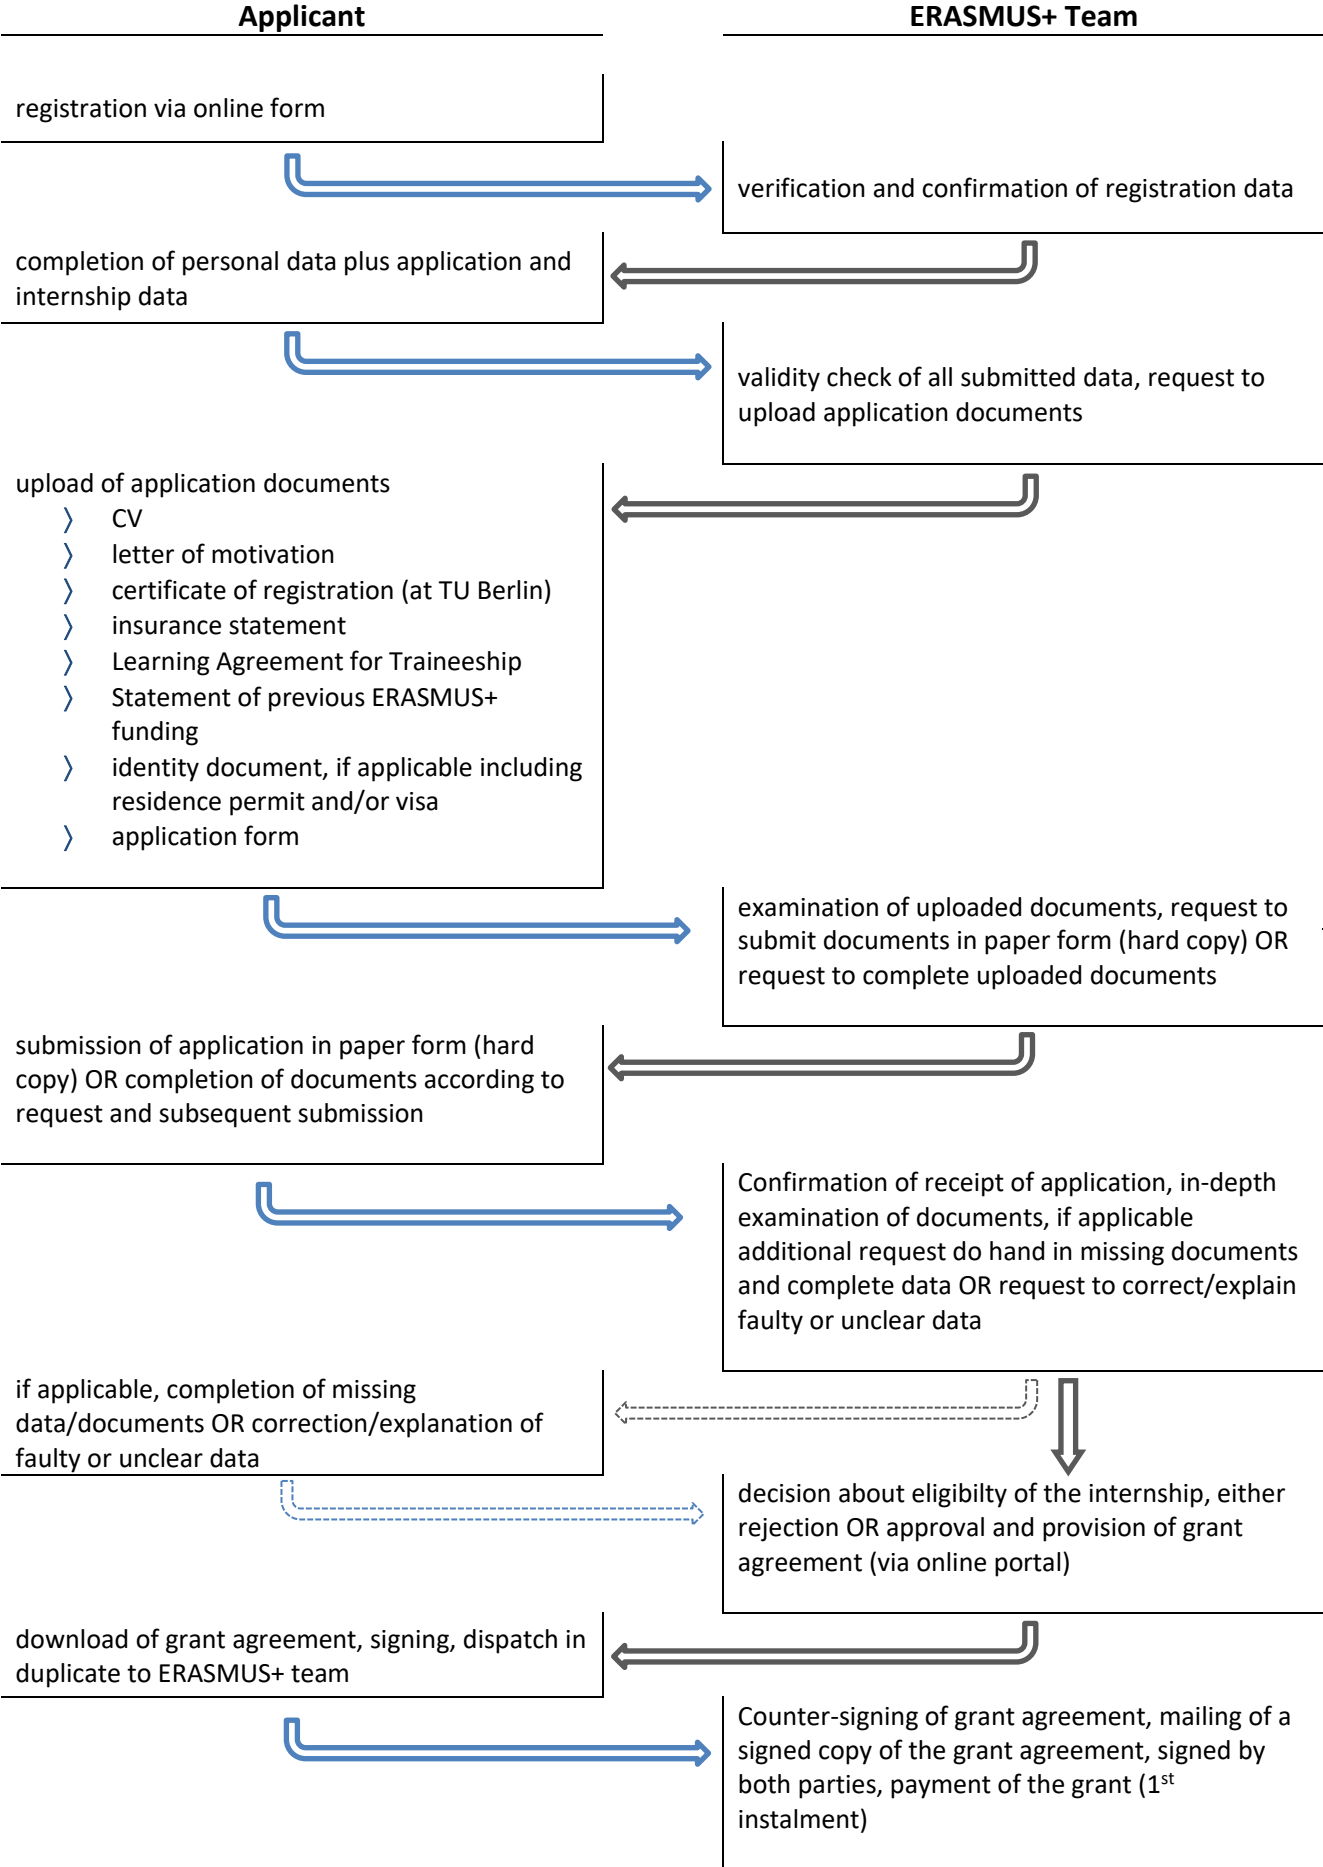 Applicant
ERASMUS+ Team
registration via online form
verification and confirmation of registration data
completion of personal data plus application and
internship data
validity check of all submitted data, request to
upload application documents
upload of application documents
〉 CV
〉 letter of motivation
〉 certificate of registration (at TU Berlin)
〉 insurance statement
〉 Learning Agreement for Traineeship
〉 Statement of previous ERASMUS+
funding
〉 identity document, if applicable including
residence permit and/or visa
〉 application form
examination of uploaded documents, request to
submit documents in paper form (hard copy) OR
request to complete uploaded documents
submission of application in paper form (hard
copy) OR completion of documents according to
request and subsequent submission
Confirmation of receipt of application, in-depth
examination of documents, if applicable
additional request do hand in missing documents
and complete data OR request to correct/explain
faulty or unclear data
if applicable, completion of missing
data/documents OR correction/explanation of
faulty or unclear data
decision about eligibilty of the internship, either
rejection OR approval and provision of grant
agreement (via online portal)
download of grant agreement, signing, dispatch in
duplicate to ERASMUS+ team
Counter-signing of grant agreement, mailing of a
signed copy of the grant agreement, signed by
both parties, payment of the grant (1st
instalment)